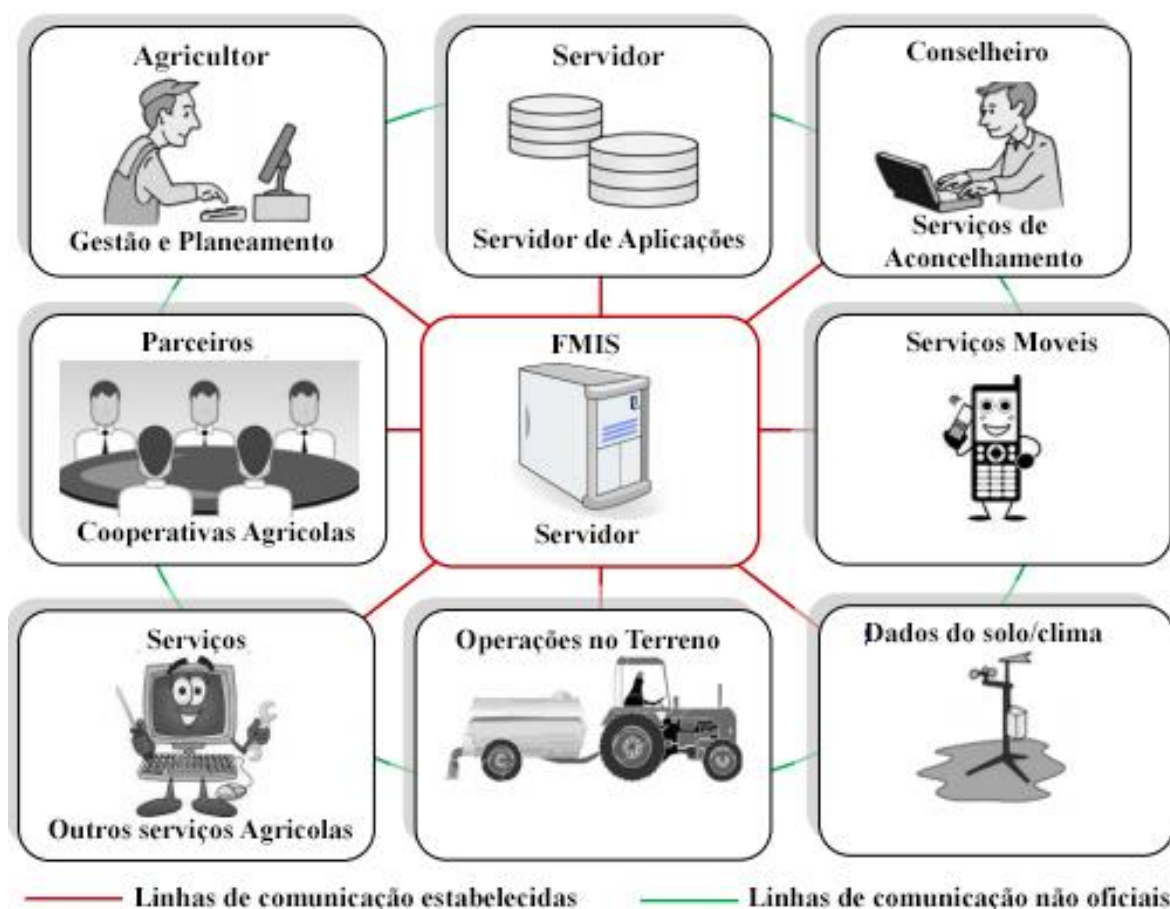 Agricultor
Gestão e Planeamento
Servidor
Servidor de Aplicações
Conselheiro
Serviços de
Aconcelhamento
Parceiros
Cooperativas Agricolas
FMIS
Servidor
Serviços Moveis
Serviços
Outros serviços Agricolas
Operações no Terreno
Dados do solo/clima
Linhas de comunicação estabelecidas
Linhas de comunicação não oficiais